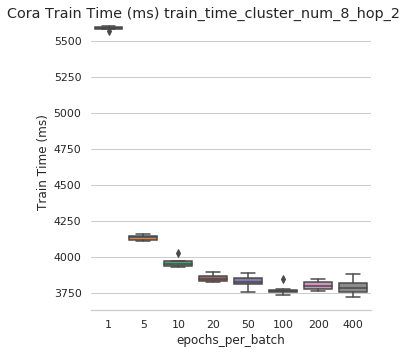 Cora Train Time (ms) train_time_cluster_num_8_hop_2
Train Time (ms)
5500
5250
5000
4750
4500
4250
4000
3750
1 5 10 20 50 100 200 400
epochs_per_batch